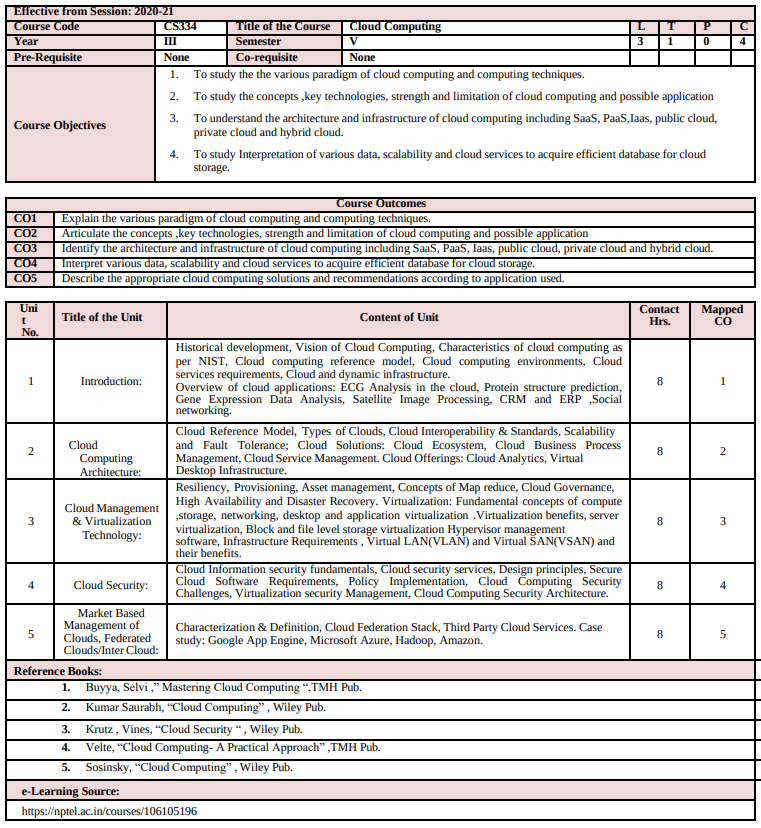 Effective from Session: 2020-21
Course Code CS334 Title of the Course Cloud Computing L T P C
Year III Semester V 3 1 0 4
Pre-Requisite None Co-requisite None
Course Objectives
1. To study the the various paradigm of cloud computing and computing techniques.
2. To study the concepts ,key technologies, strength and limitation of cloud computing and possible application
3. To understand the architecture and infrastructure of cloud computing including SaaS, PaaS,Iaas, public cloud,
private cloud and hybrid cloud.
4. To study Interpretation of various data, scalability and cloud services to acquire efficient database for cloud
storage.
Course Outcomes
CO1 Explain the various paradigm of cloud computing and computing techniques.
CO2 Articulate the concepts ,key technologies, strength and limitation of cloud computing and possible application
CO3 Identify the architecture and infrastructure of cloud computing including SaaS, PaaS, Iaas, public cloud, private cloud and hybrid cloud.
CO4 Interpret various data, scalability and cloud services to acquire efficient database for cloud storage.
CO5 Describe the appropriate cloud computing solutions and recommendations according to application used.
Uni
t
No.
Title of the Unit
Content of Unit
Contact
Hrs.
Mapped
CO
1
Introduction:
Historical development, Vision of Cloud Computing, Characteristics of cloud computing as
per NIST, Cloud computing reference model, Cloud computing environments, Cloud
services requirements, Cloud and dynamic infrastructure.
Overview of cloud applications: ECG Analysis in the cloud, Protein structure prediction,
Gene Expression Data Analysis, Satellite Image Processing, CRM and ERP ,Social
networking.
8
1
2
Cloud
Computing
Architecture:
Cloud Reference Model, Types of Clouds, Cloud Interoperability & Standards, Scalability
and Fault Tolerance; Cloud Solutions: Cloud Ecosystem, Cloud Business Process
Management, Cloud Service Management. Cloud Offerings: Cloud Analytics, Virtual
Desktop Infrastructure.
8
2
3
Cloud Management
& Virtualization
Technology:
Resiliency, Provisioning, Asset management, Concepts of Map reduce, Cloud Governance,
High Availability and Disaster Recovery. Virtualization: Fundamental concepts of compute
,storage, networking, desktop and application virtualization .Virtualization benefits, server
virtualization, Block and file level storage virtualization Hypervisor management
software, Infrastructure Requirements , Virtual LAN(VLAN) and Virtual SAN(VSAN) and
their benefits.
8
3
4
Cloud Security:
Cloud Information security fundamentals, Cloud security services, Design principles, Secure
Cloud Software Requirements, Policy Implementation, Cloud Computing Security
Challenges, Virtualization security Management, Cloud Computing Security Architecture.
8
4
5
Market Based
Management of
Clouds, Federated
Clouds/Inter Cloud:
Characterization & Definition, Cloud Federation Stack, Third Party Cloud Services. Case
study: Google App Engine, Microsoft Azure, Hadoop, Amazon.
8
5
Reference Books:
1. Buyya, Selvi ,” Mastering Cloud Computing “,TMH Pub.
2. Kumar Saurabh, “Cloud Computing” , Wiley Pub.
3. Krutz , Vines, “Cloud Security “ , Wiley Pub.
4. Velte, “Cloud Computing- A Practical Approach” ,TMH Pub.
5. Sosinsky, “Cloud Computing” , Wiley Pub.
e-Learning Source:
https://nptel.ac.in/courses/106105196